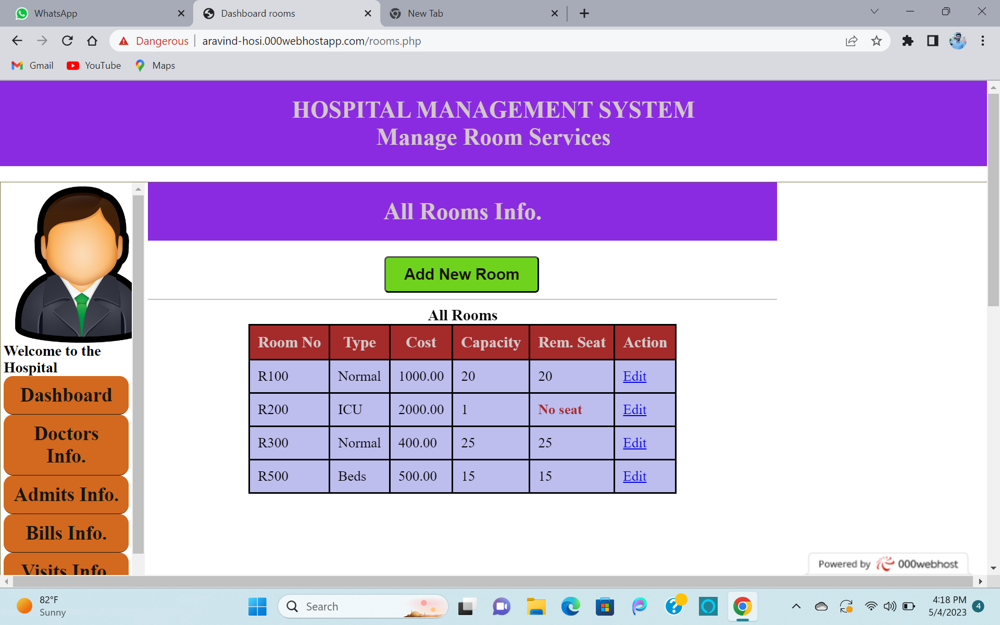 WhatsApp
Dashboard rooms
New Tab
Dangerous
aravind-hosi.000webhostapp.com/rooms.php
Gmail
YouTube
Maps
HOSPITAL MANAGEMENT SYSTEM
Manage Room Services
Welcome to the
Hospital
Dashboard
Doctors
Info.
Admits Info.
Bills Info.
Visits Info
All Rooms Info.
Add New Room
All Rooms
Room No Type Cost Capacity Rem. Seat Action
R100 Normal 1000.00 20 20 Edit
R200 ICU 2000.00 1 No seat Edit
R300 Normal 400.00 25 25 Edit
R500 Beds 500.00 15 15 Edit
Powered by 000webhost
82°F
Sunny
Search
4:18 PM
5/4/2023
4